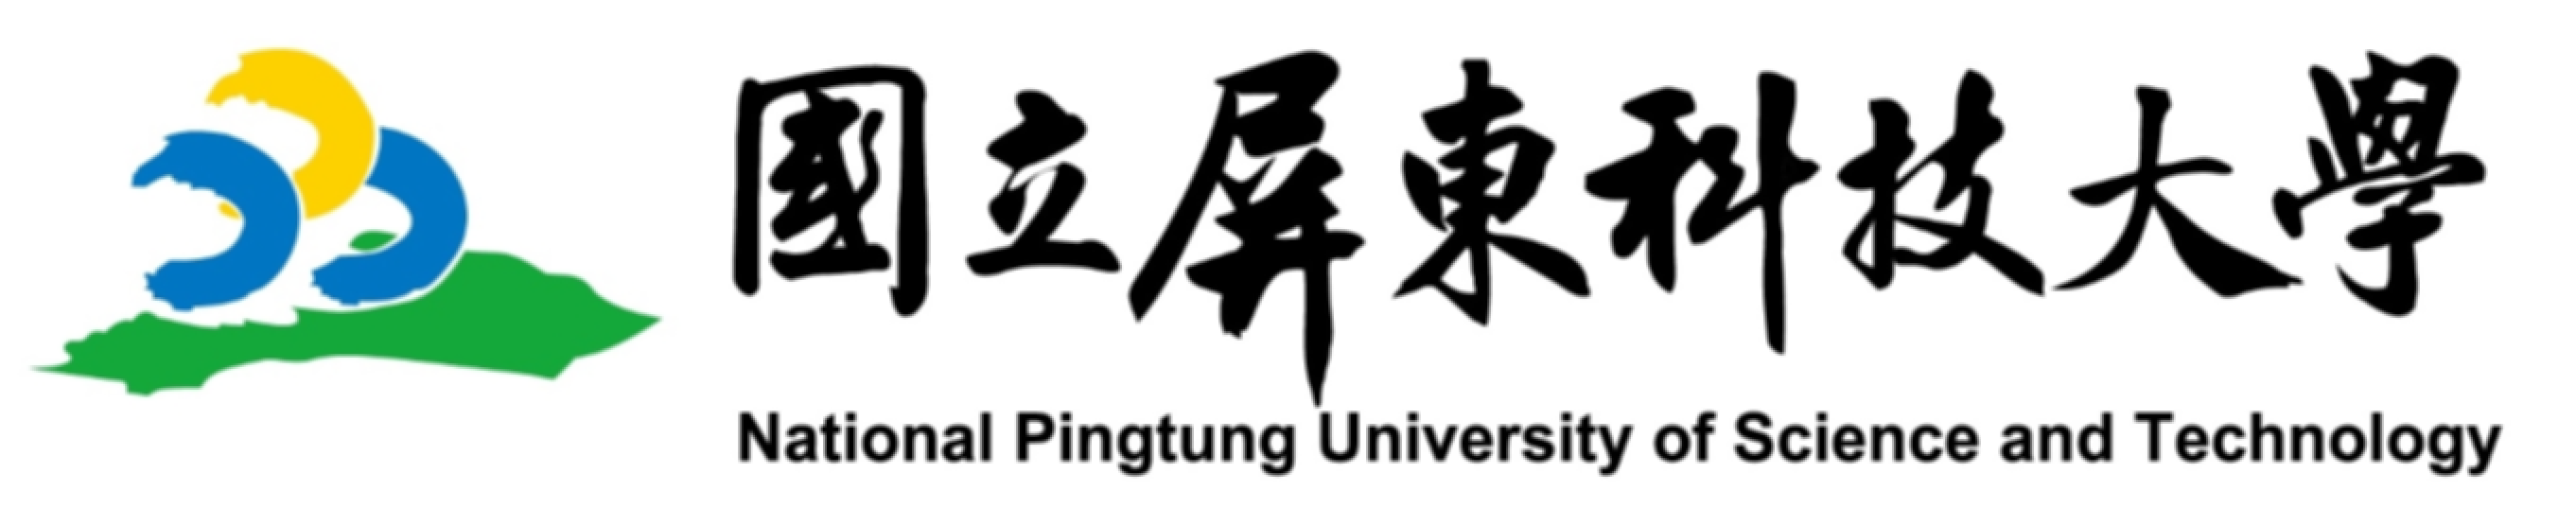 國立屏東科技大學
National Pingtung University of Science and Technology